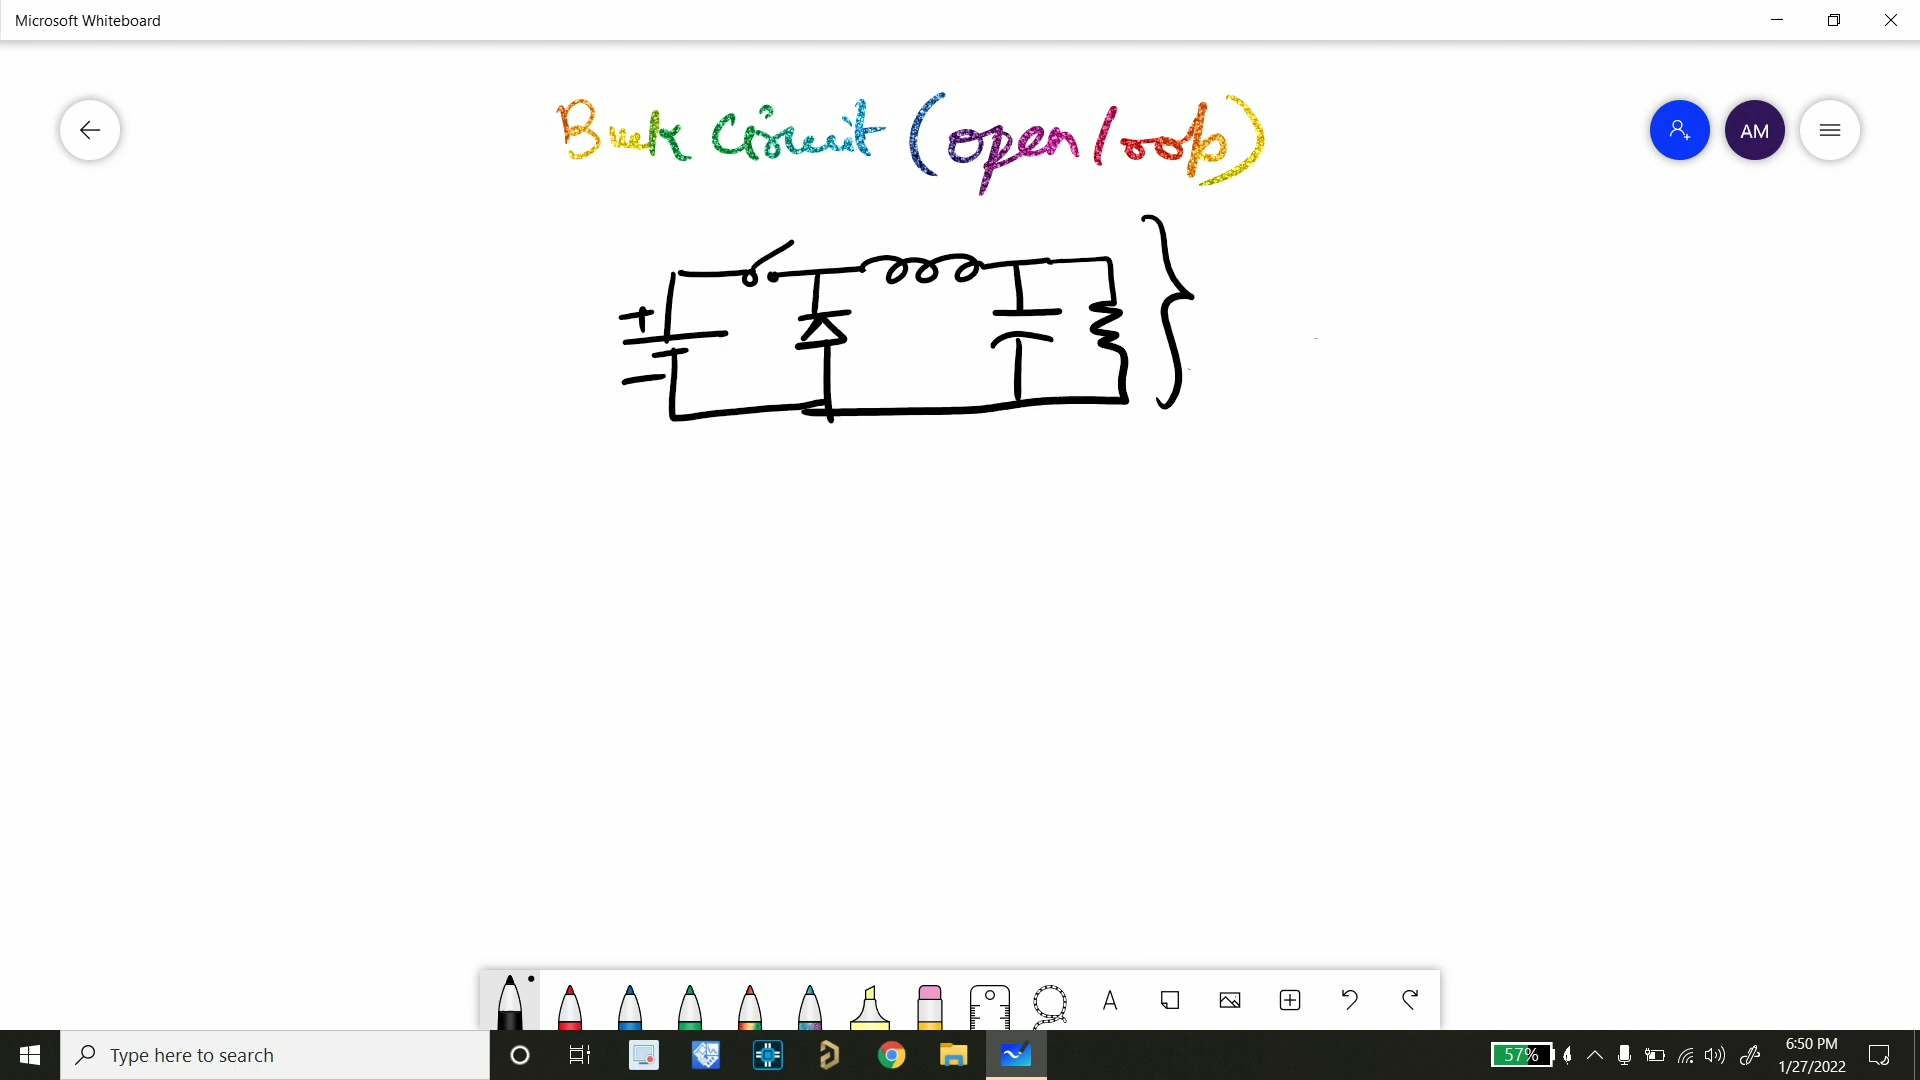 Microsoft Whiteboard
Buck Circuit (open loop)
AM
+
−
A
Type here to search
57%
6:50 PM
1/27/2022